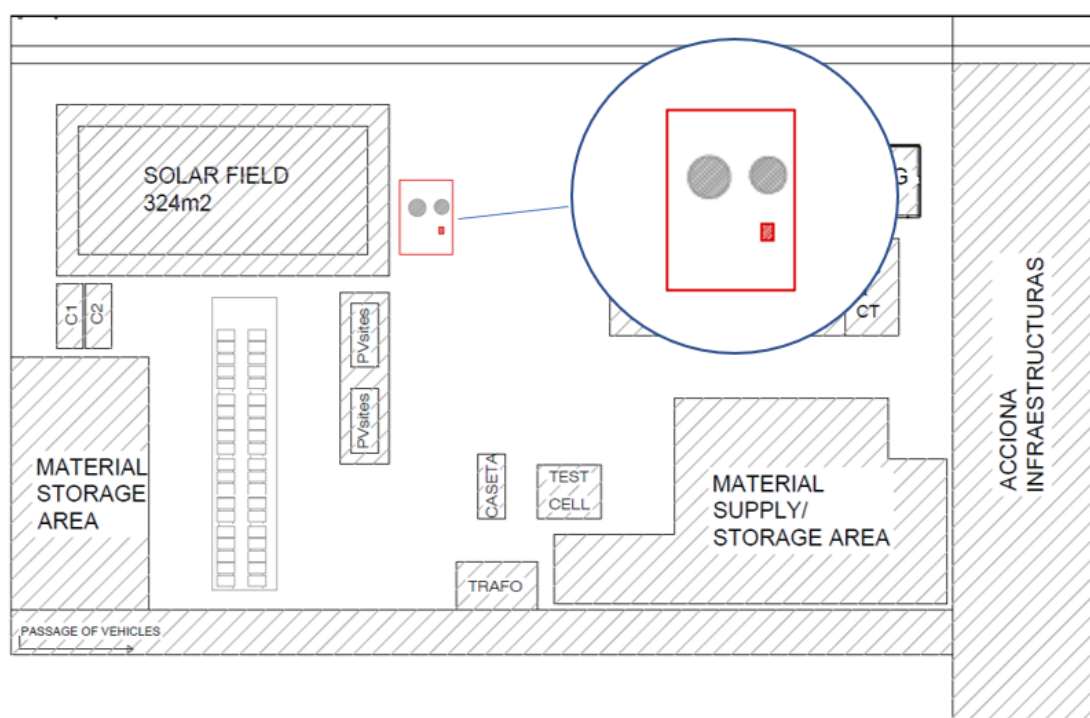 SOLAR FIELD
324m2
G
C1
C2
PVsites
PVsites
CT
ACCIONA
INFRAESTRUCTURAS
MATERIAL
STORAGE
AREA
CASETA
TEST
CELL
MATERIAL
SUPPLY/
STORAGE AREA
TRAFO
PASSAGE OF VEHICLES